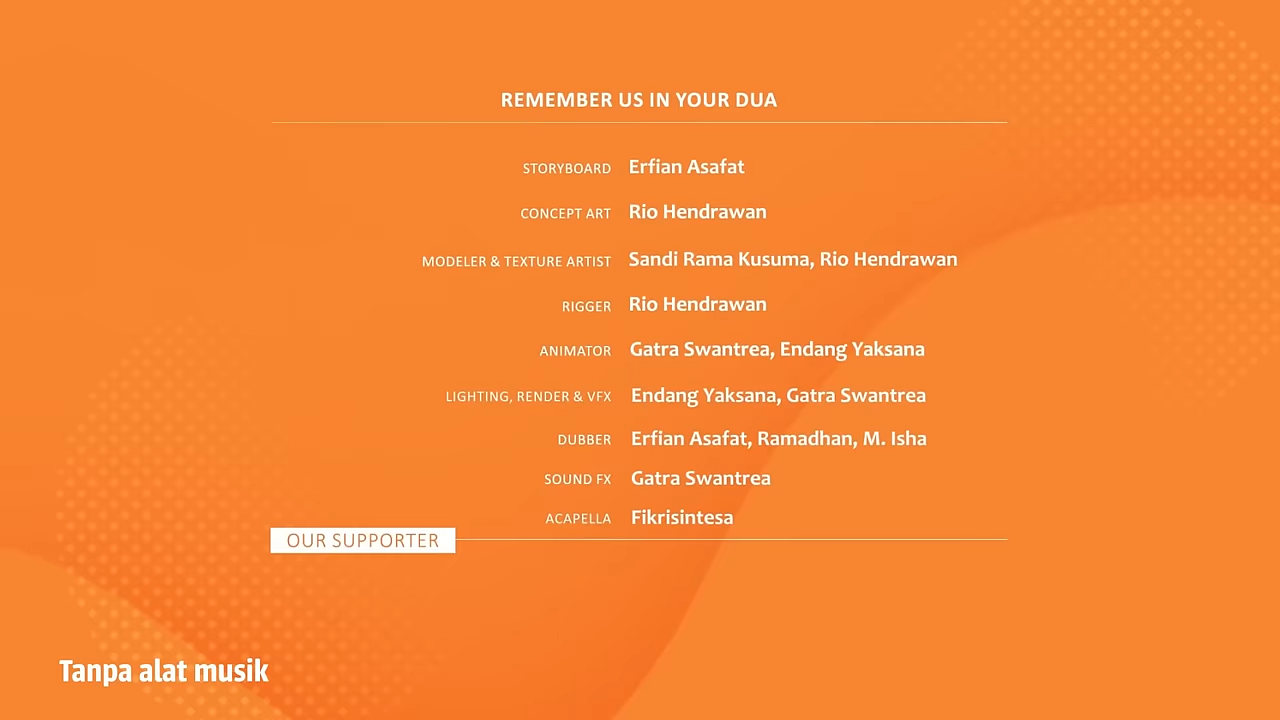 REMEMBER US IN YOUR DUA
STORYBOARD Erfian Asafat
CONCEPT ART Rio Hendrawan
MODELER & TEXTURE ARTIST Sandi Rama Kusuma, Rio Hendrawan
RIGGER Rio Hendrawan
ANIMATOR Gatra Swantrea, Endang Yaksana
LIGHTING, RENDER & VFX Endang Yaksana, Gatra Swantrea
DUBBER Erfian Asafat, Ramadhan, M. Isha
SOUND FX Gatra Swantrea
ACAPELLA Fikrisintesa
OUR SUPPORTER
Tanpa alat musik